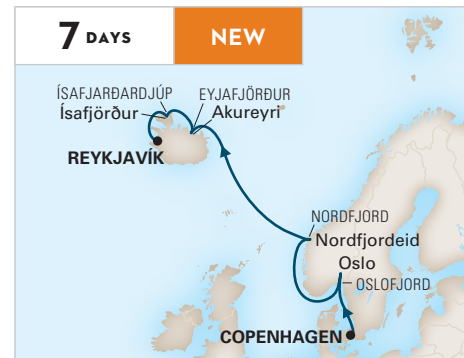 7 DAYS
NEW
ÍSAFJARÐARDJÚP
Ísafjörður
EYJAFJÖRÐUR
Akureyri
REYKJAVÍK
NORDFJORD
Nordfjordeid
Oslo
OSLOFJORD
COPENHAGEN